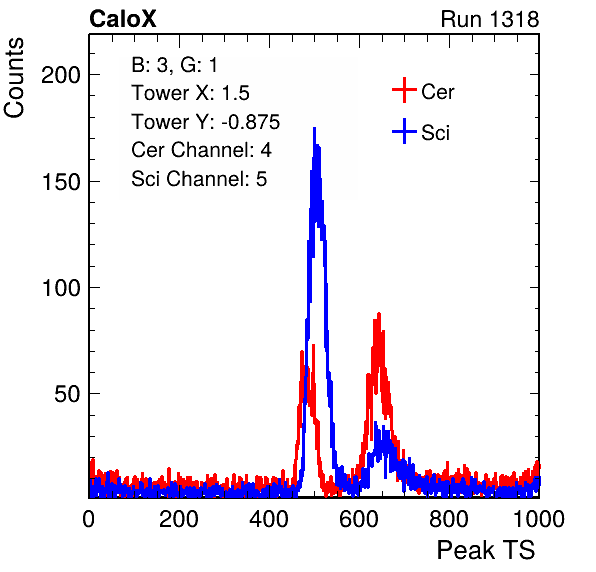 CaloX Run 1318
Counts
B: 3, G: 1
Tower X: 1.5
Tower Y: -0.875
Cer Channel: 4
Sci Channel: 5
Cer
Sci
200
150
100
50
0 200 400 600 800 1000
Peak TS